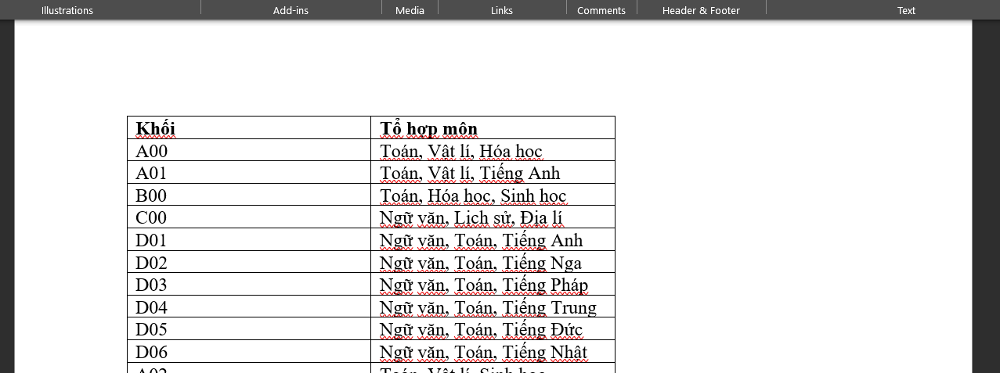 Illustrations Add-ins Media Links Comments Header & Footer Text
Khối Tổ hợp môn
A00 Toán, Vật lí, Hóa học
A01 Toán, Vật lí, Tiếng Anh
B00 Toán, Hóa học, Sinh học
C00 Ngữ văn, Lịch sử, Địa lí
D01 Ngữ văn, Toán, Tiếng Anh
D02 Ngữ văn, Toán, Tiếng Nga
D03 Ngữ văn, Toán, Tiếng Pháp
D04 Ngữ văn, Toán, Tiếng Trung
D05 Ngữ văn, Toán, Tiếng Đức
D06 Ngữ văn, Toán, Tiếng Nhật
A02 Toán, Vật lí, Sinh học